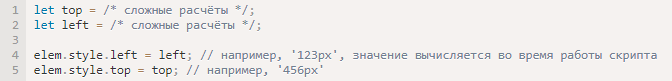 1 let top = /* сложные расчёты */;
2 let left = /* сложные расчёты */;
3
4 elem.style.left = left; // например, '123px', значение вычисляется во время работы скрипта
5 elem.style.top = top; // например, '456px'